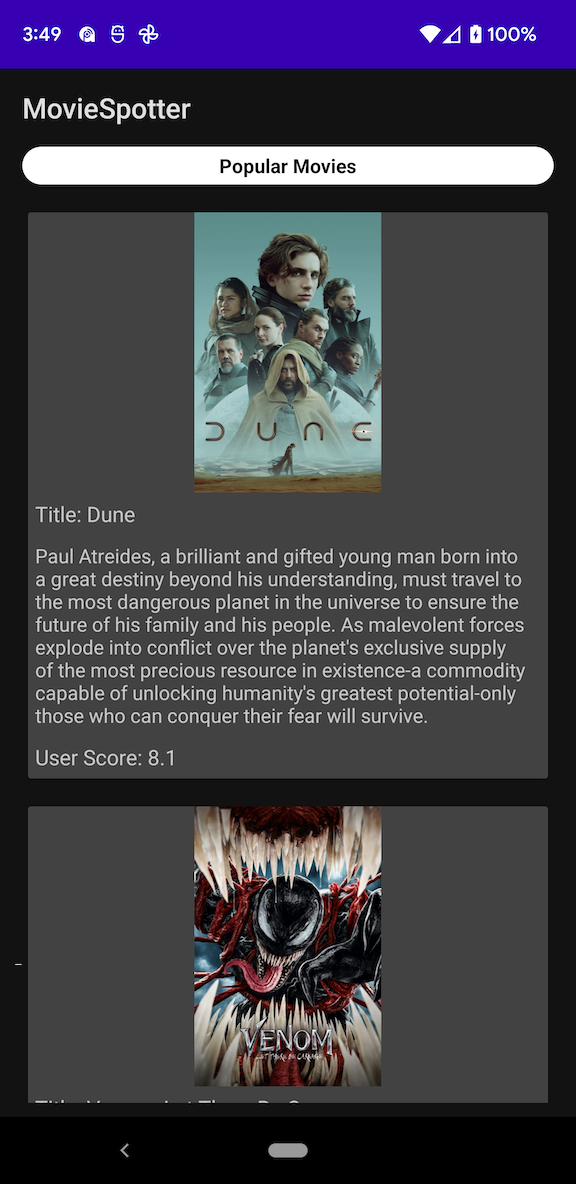 3:49
100%
MovieSpotter
Popular Movies
DUNE
Title: Dune
Paul Atreides, a brilliant and gifted young man born into
a great destiny beyond his understanding, must travel to
the most dangerous planet in the universe to ensure the
future of his family and his people. As malevolent forces
explode into conflict over the planet's exclusive supply
of the most precious resource in existence-a commodity
capable of unlocking humanity's greatest potential-only
those who can conquer their fear will survive.
User Score: 8.1
VENOM
LET THERE BE CARNAGE